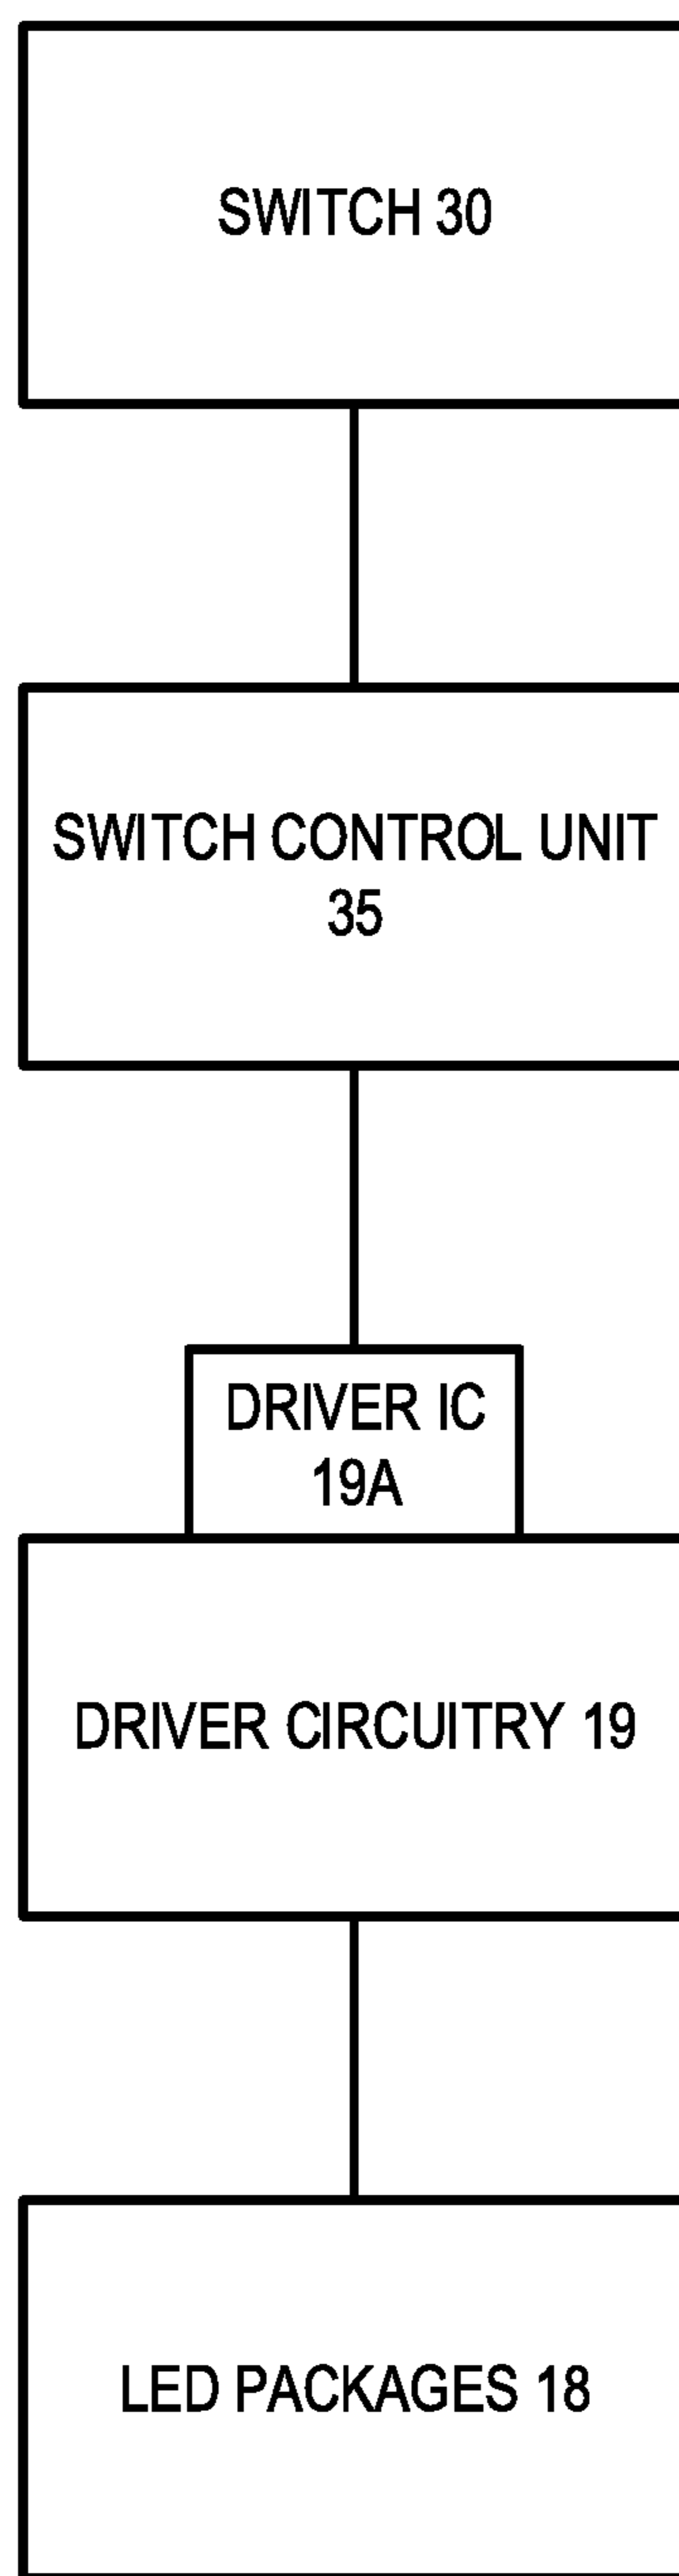 SWITCH 30
SWITCH CONTROL UNIT
35
DRIVER IC
19A
DRIVER CIRCUITRY 19
LED PACKAGES 18